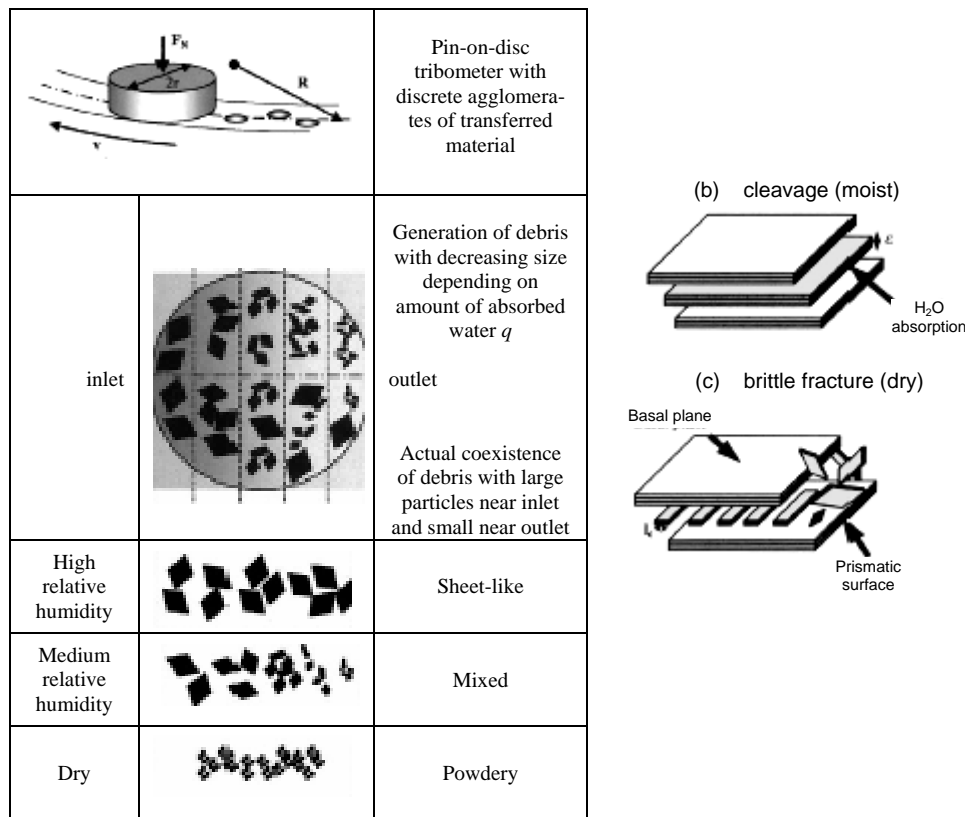 F_N
2r
R
v
Pin-on-disc
tribometer with
discrete agglomera-
tes of transferred
material
inlet
Generation of debris
with decreasing size
depending on
amount of absorbed
water q
outlet
Actual coexistence
of debris with large
particles near inlet
and small near outlet
High
relative
humidity
Sheet-like
Medium
relative
humidity
Mixed
Dry
Powdery
(b) cleavage (moist)
ε
H₂O
absorption
(c) brittle fracture (dry)
Basal plane
Prismatic
surface